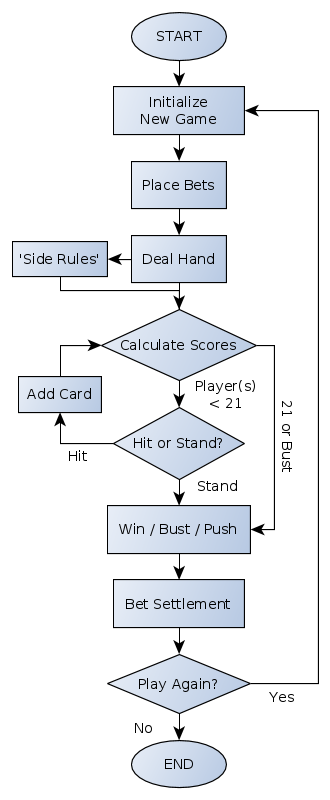 START
Initialize
New Game
Place Bets
'Side Rules'
Deal Hand
Calculate Scores
Player(s)
< 21
21 or Bust
Add Card
Hit or Stand?
Hit
Stand
Win / Bust / Push
Bet Settlement
Play Again?
Yes
No
END